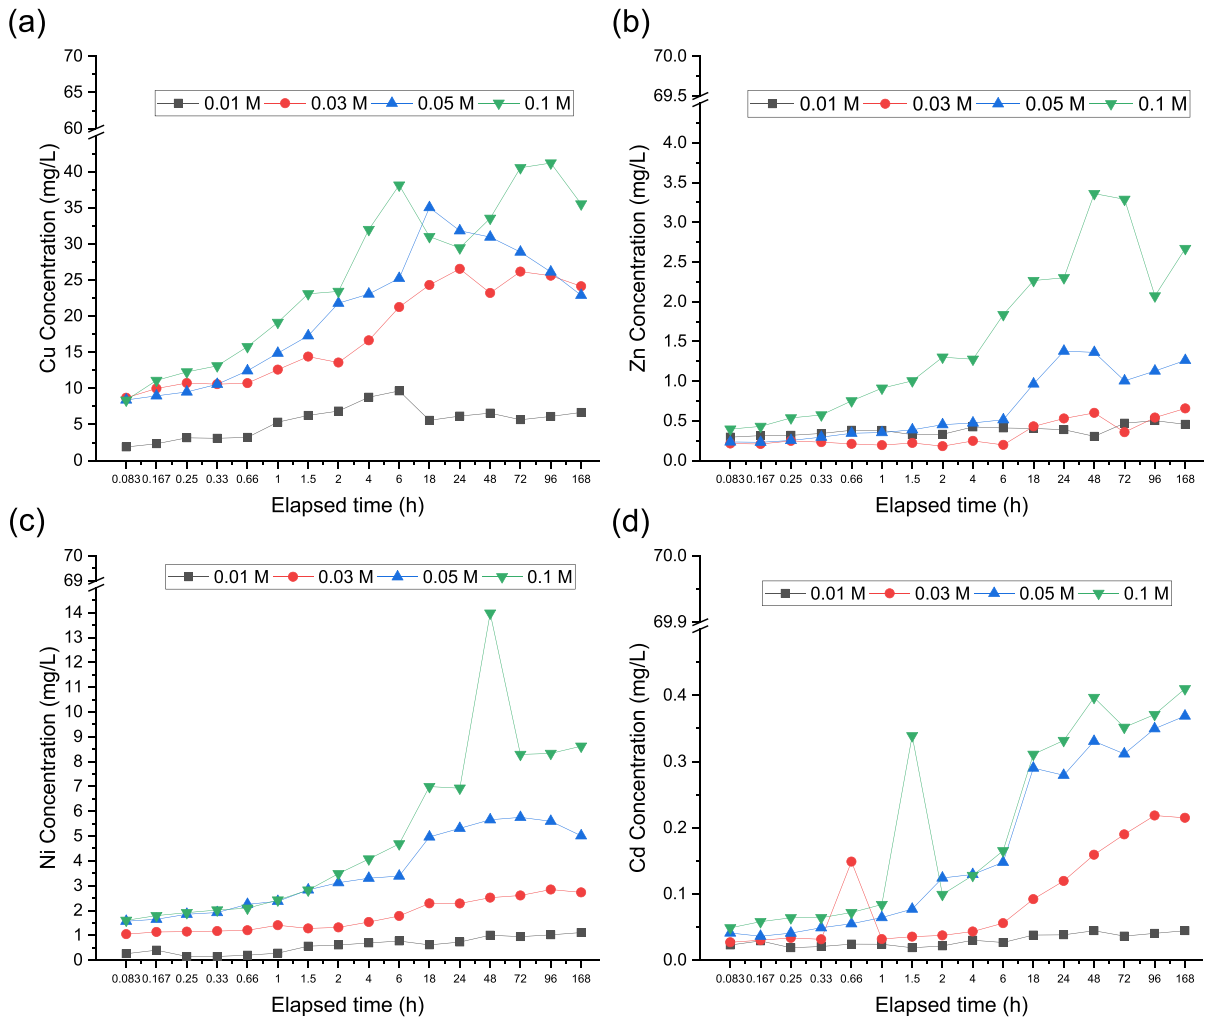 (a)
70
65
60
40
35
30
25
20
15
10
5
0
Cu Concentration (mg/L)
0.01 M 0.03 M 0.05 M 0.1 M
0.083 0.167 0.25 0.33 0.66 1 1.5 2 4 6 18 24 48 72 96 168
Elapsed time (h)
(b)
70.0
69.5
4.0
3.5
3.0
2.5
2.0
1.5
1.0
0.5
0.0
Zn Concentration (mg/L)
0.01 M 0.03 M 0.05 M 0.1 M
0.083 0.167 0.25 0.33 0.66 1 1.5 2 4 6 18 24 48 72 96 168
Elapsed time (h)
(c)
70
69
14
13
12
11
10
9
8
7
6
5
4
3
2
1
0
Ni Concentration (mg/L)
0.01 M 0.03 M 0.05 M 0.1 M
0.083 0.167 0.25 0.33 0.66 1 1.5 2 4 6 18 24 48 72 96 168
Elapsed time (h)
(d)
70.0
69.9
0.4
0.3
0.2
0.1
0.0
Cd Concentration (mg/L)
0.01 M 0.03 M 0.05 M 0.1 M
0.083 0.167 0.25 0.33 0.66 1 1.5 2 4 6 18 24 48 72 96 168
Elapsed time (h)